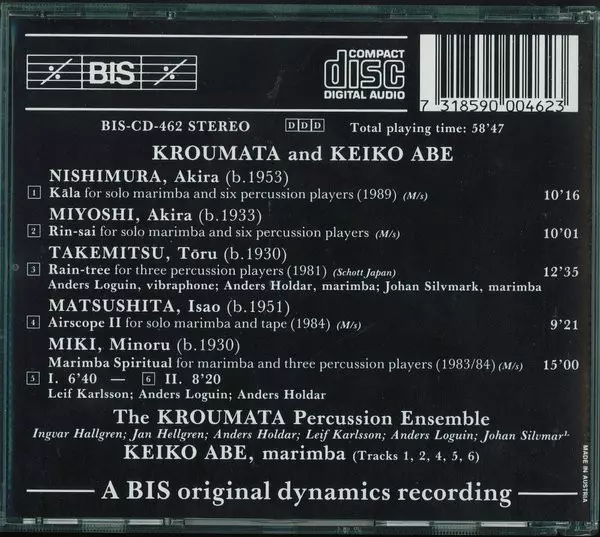 BIS
COMPACT
disc
DIGITAL AUDIO
7 318590 004623
BIS-CD-462 STEREO DDD Total playing time: 58'47
KROUMATA and KEIKO ABE
NISHIMURA, Akira (b.1953)
1 Kāla for solo marimba and six percussion players (1989) (M/s) 10'16
MIYOSHI, Akira (b.1933)
2 Rin-sai for solo marimba and six percussion players (M/s) 10'01
TAKEMITSU, Tōru (b.1930)
3 Rain-tree for three percussion players (1981) (Schott Japan) 12'35
Anders Loguin, vibraphone; Anders Holdar, marimba; Johan Silvmark, marimba
MATSUSHITA, Isao (b.1951)
4 Airscope II for solo marimba and tape (1984) (M/s) 9'21
MIKI, Minoru (b.1930)
Marimba Spiritual for marimba and three percussion players (1983/84) (M/s) 15'00
5 I. 6'40 — 6 II. 8'20
Leif Karlsson; Anders Loguin; Anders Holdar
The KROUMATA Percussion Ensemble
Ingvar Hallgren; Jan Hellgren; Anders Holdar; Leif Karlsson; Anders Loguin; Johan Silvmark
KEIKO ABE, marimba (Tracks 1, 2, 4, 5, 6)
A BIS original dynamics recording
MADE IN AUSTRIA